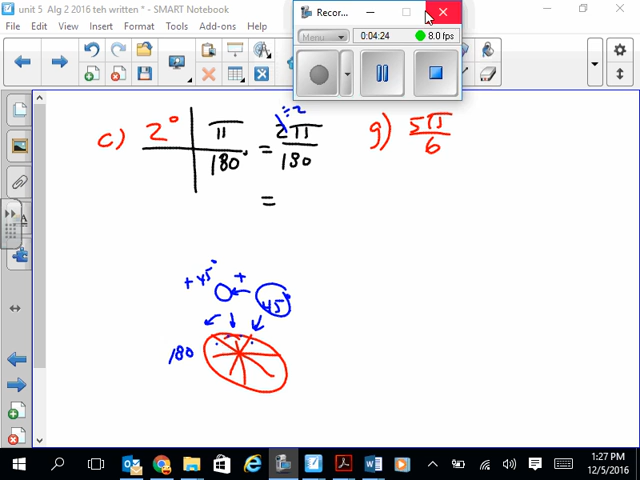 unit 5 Alg 2 2016 teh written * - SMART Notebook
Recor...
File Edit View Insert Format Tools Add-ons Help
Menu
0:04:24
8.0 fps
÷2
c) 2° π = 2π g) 5π
180° 180 6
=
+45° + 45°
180
1:27 PM
12/5/2016